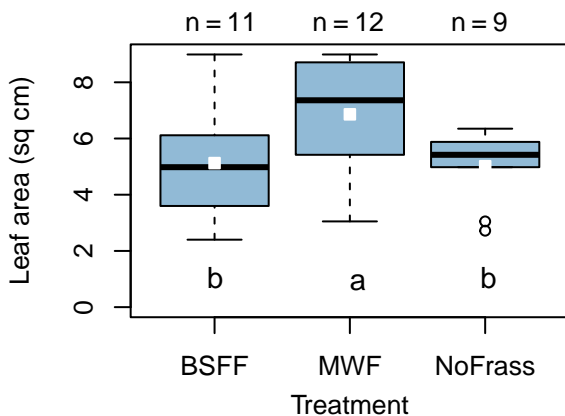 n = 11 n = 12 n = 9
Leaf area (sq cm)
8
6
4
2
0
b a b
BSFF MWF NoFrass
Treatment